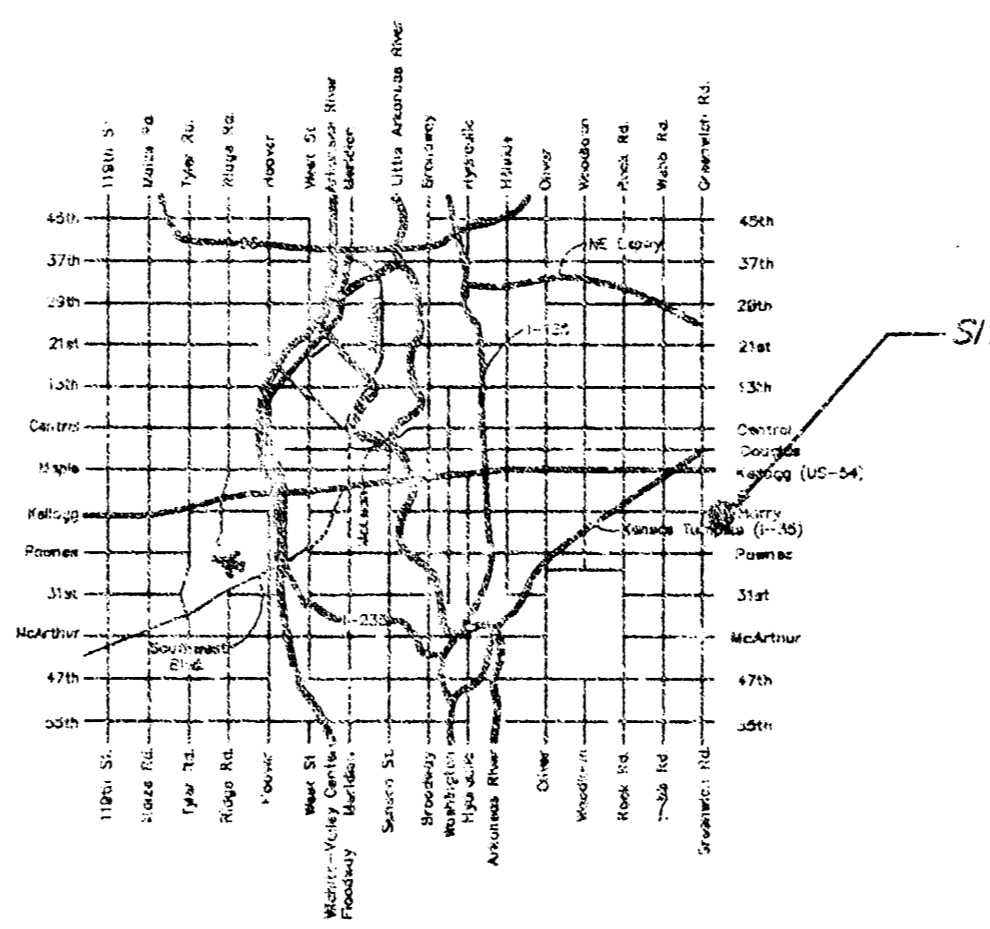 119th St.
Maize Rd.
Tyler Rd.
Ridge Rd.
Hoover
West St
Arkansas River
Meridian
Little Arkansas River
Broadway
Hydraulic
Hillside
Oliver
Woodlawn
Rock Rd.
Webb Rd.
Greenwich Rd.
45th
45th
NE Expwy
37th
37th
29th
29th
I-135
21st
21st
SI
13th
13th
Central
Central
Douglas
Maple
Kellogg (US-54)
Kellogg
Harry
Kansas Turnpike (I-35)
Pawnee
Pawnee
31st
31st
I-235
McArthur
McArthur
Southwest
Blvd.
47th
47th
55th
55th
119th St.
Maize Rd.
Tyler Rd.
Ridge Rd.
Hoover
West St
Wichita-Valley Center
Floodway
Meridian
Seneca St.
Broadway
Washington
Hydraulic
Arkansas River
Oliver
Woodlawn
Rock Rd.
Webb Rd.
Greenwich Rd.